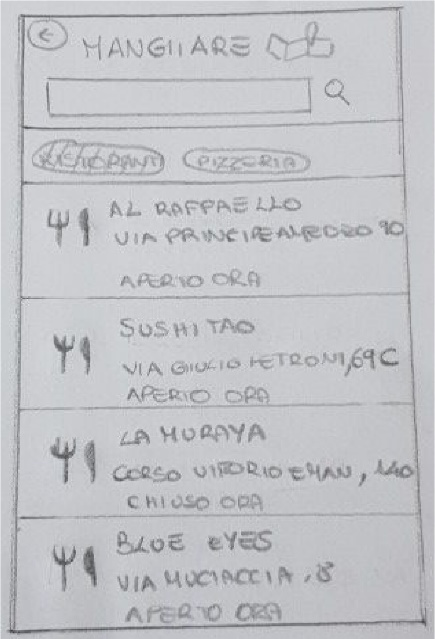 MANGIARE
RISTORANTI PIZZERIA
AL RAFFAELLO
VIA PRINCIPE AMEDEO 90
APERTO ORA
SUSHI TAO
VIA GIULIO PETRONI, 69C
APERTO ORA
LA MURAYA
CORSO VITTORIO EMAN, 140
CHIUSO ORA
BLUE EYES
VIA MUCIACCIA, 8
APERTO ORA